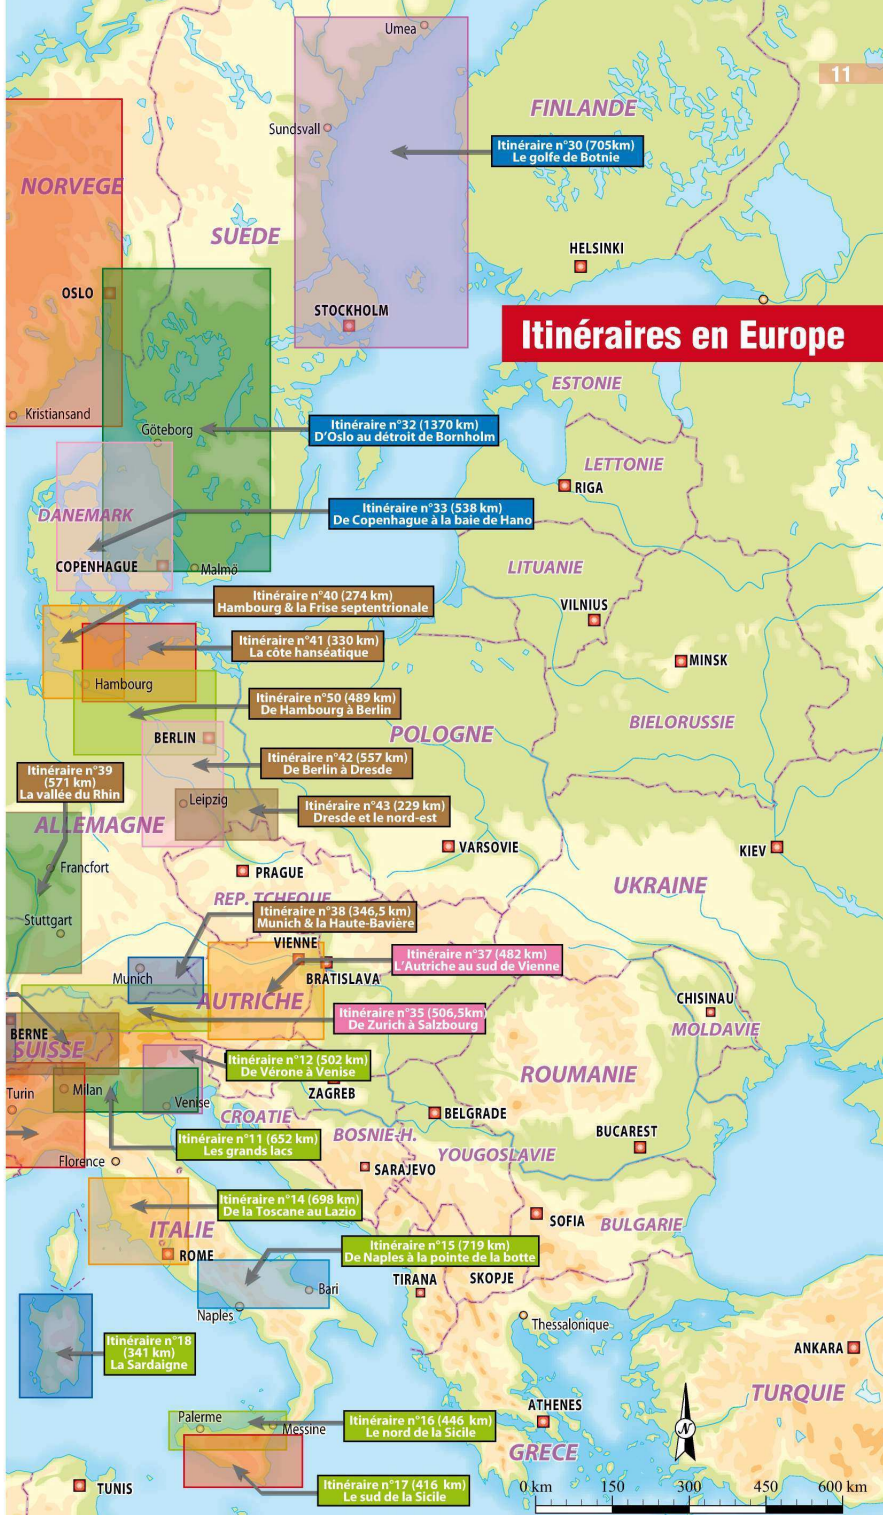 Umea
11
FINLANDE
Sundsvall
Itinéraire n°30 (705km)
Le golfe de Botnie
NORVEGE
SUEDE
HELSINKI
OSLO
STOCKHOLM
Itinéraires en Europe
ESTONIE
Kristiansand
Göteborg
Itinéraire n°32 (1370 km)
D'Oslo au détroit de Bornholm
LETTONIE
RIGA
DANEMARK
Itinéraire n°33 (538 km)
De Copenhague à la baie de Hano
COPENHAGUE
Malmö
LITUANIE
Itinéraire n°40 (274 km)
Hambourg & la Frise septentrionale
VILNIUS
Itinéraire n°41 (330 km)
La côte hanséatique
MINSK
Hambourg
Itinéraire n°50 (489 km)
De Hambourg à Berlin
BIELORUSSIE
POLOGNE
BERLIN
Itinéraire n°42 (557 km)
De Berlin à Dresde
Itinéraire n°39
(571 km)
La vallée du Rhin
Leipzig
Itinéraire n°43 (229 km)
Dresde et le nord-est
ALLEMAGNE
VARSOVIE
KIEV
Francfort
PRAGUE
UKRAINE
REP. TCHEQUE
Itinéraire n°38 (346,5 km)
Munich & la Haute-Bavière
Stuttgart
VIENNE
Itinéraire n°37 (482 km)
L'Autriche au sud de Vienne
Munich
BRATISLAVA
AUTRICHE
CHISINAU
Itinéraire n°35 (506,5km)
De Zurich à Salzbourg
MOLDAVIE
BERNE
SUISSE
Itinéraire n°12 (502 km)
De Vérone à Venise
ROUMANIE
Turin
Milan
ZAGREB
Venise
CROATIE
BELGRADE
Itinéraire n°11 (652 km)
Les grands lacs
BOSNIE-H.
BUCAREST
YOUGOSLAVIE
Florence
SARAJEVO
Itinéraire n°14 (698 km)
De la Toscane au Lazio
ITALIE
SOFIA
BULGARIE
ROME
Itinéraire n°15 (719 km)
De Naples à la pointe de la botte
TIRANA
SKOPJE
Bari
Naples
Thessalonique
Itinéraire n°18
(341 km)
La Sardaigne
ANKARA
TURQUIE
ATHENES
Palerme
Messine
Itinéraire n°16 (446 km)
Le nord de la Sicile
N
GRECE
TUNIS
Itinéraire n°17 (416 km)
Le sud de la Sicile
0 km 150 300 450 600 km